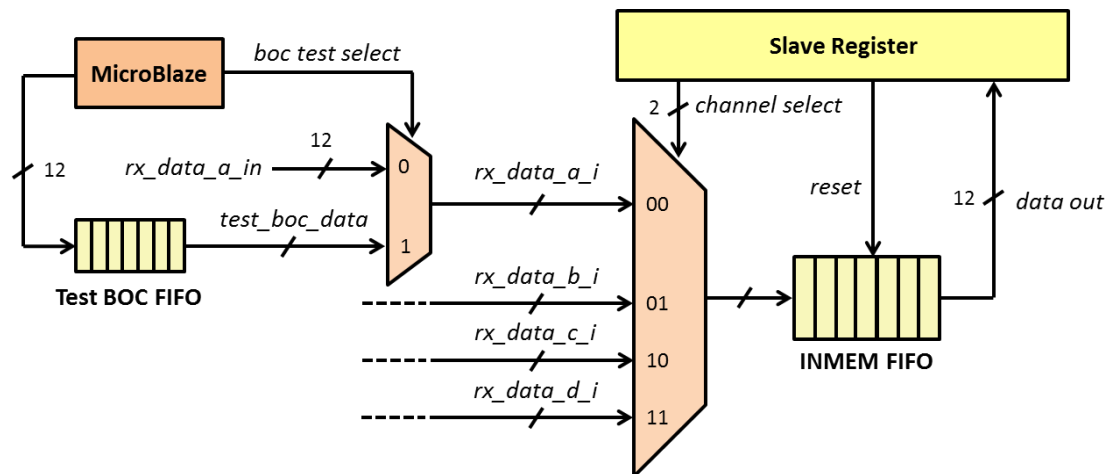 Slave Register
boc test select
MicroBlaze
2
channel select
12
rx_data_a_in
12
0
rx_data_a_i
00
reset
12
data out
test_boc_data
1
Test BOC FIFO
rx_data_b_i
01
rx_data_c_i
10
INMEM FIFO
rx_data_d_i
11